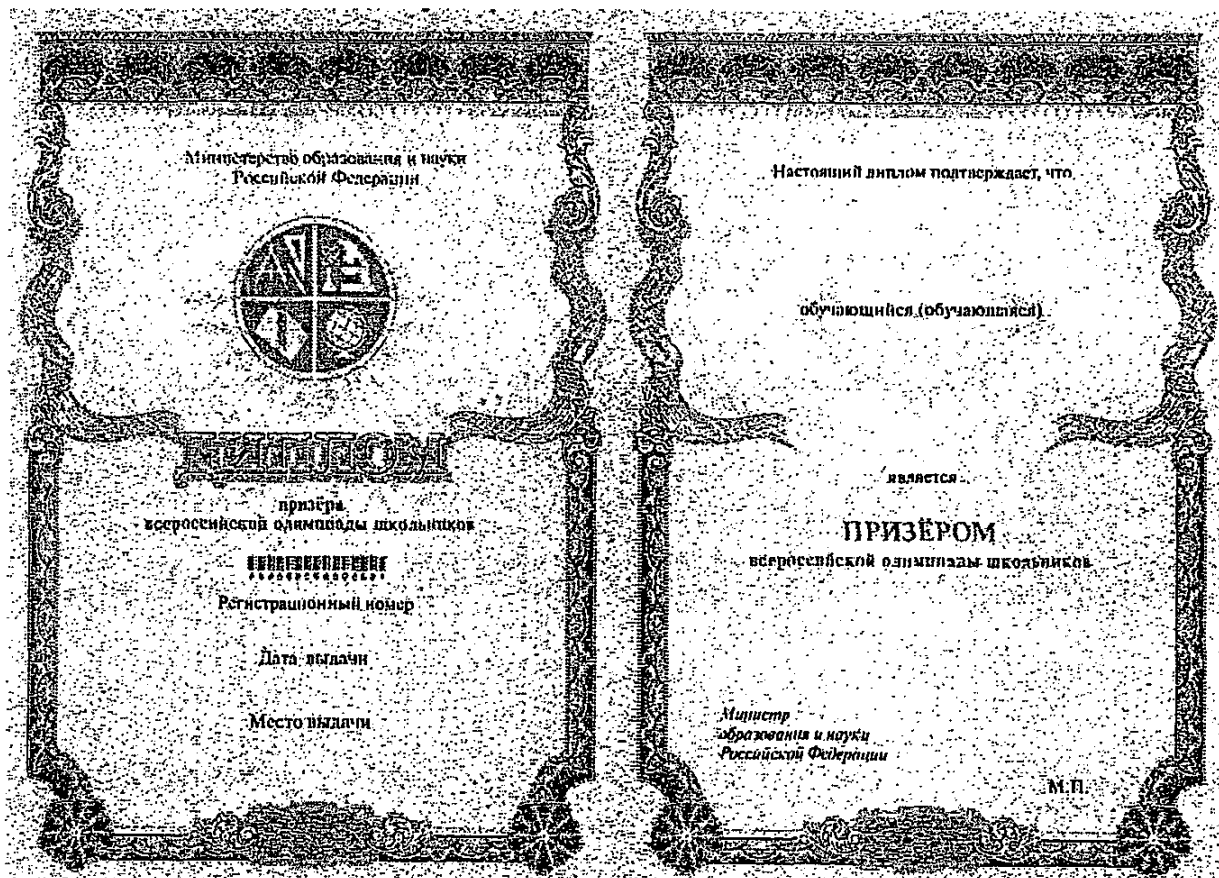 Министерство образования и науки
Российской Федерации
ДИПЛОМ
призёра
всероссийской олимпиады школьников
Регистрационный номер
Дата выдачи
Место выдачи
Настоящий диплом подтверждает, что
обучающийся (обучающаяся)
является
ПРИЗЁРОМ
всероссийской олимпиады школьников
Министр
образования и науки
Российской Федерации
М.П.